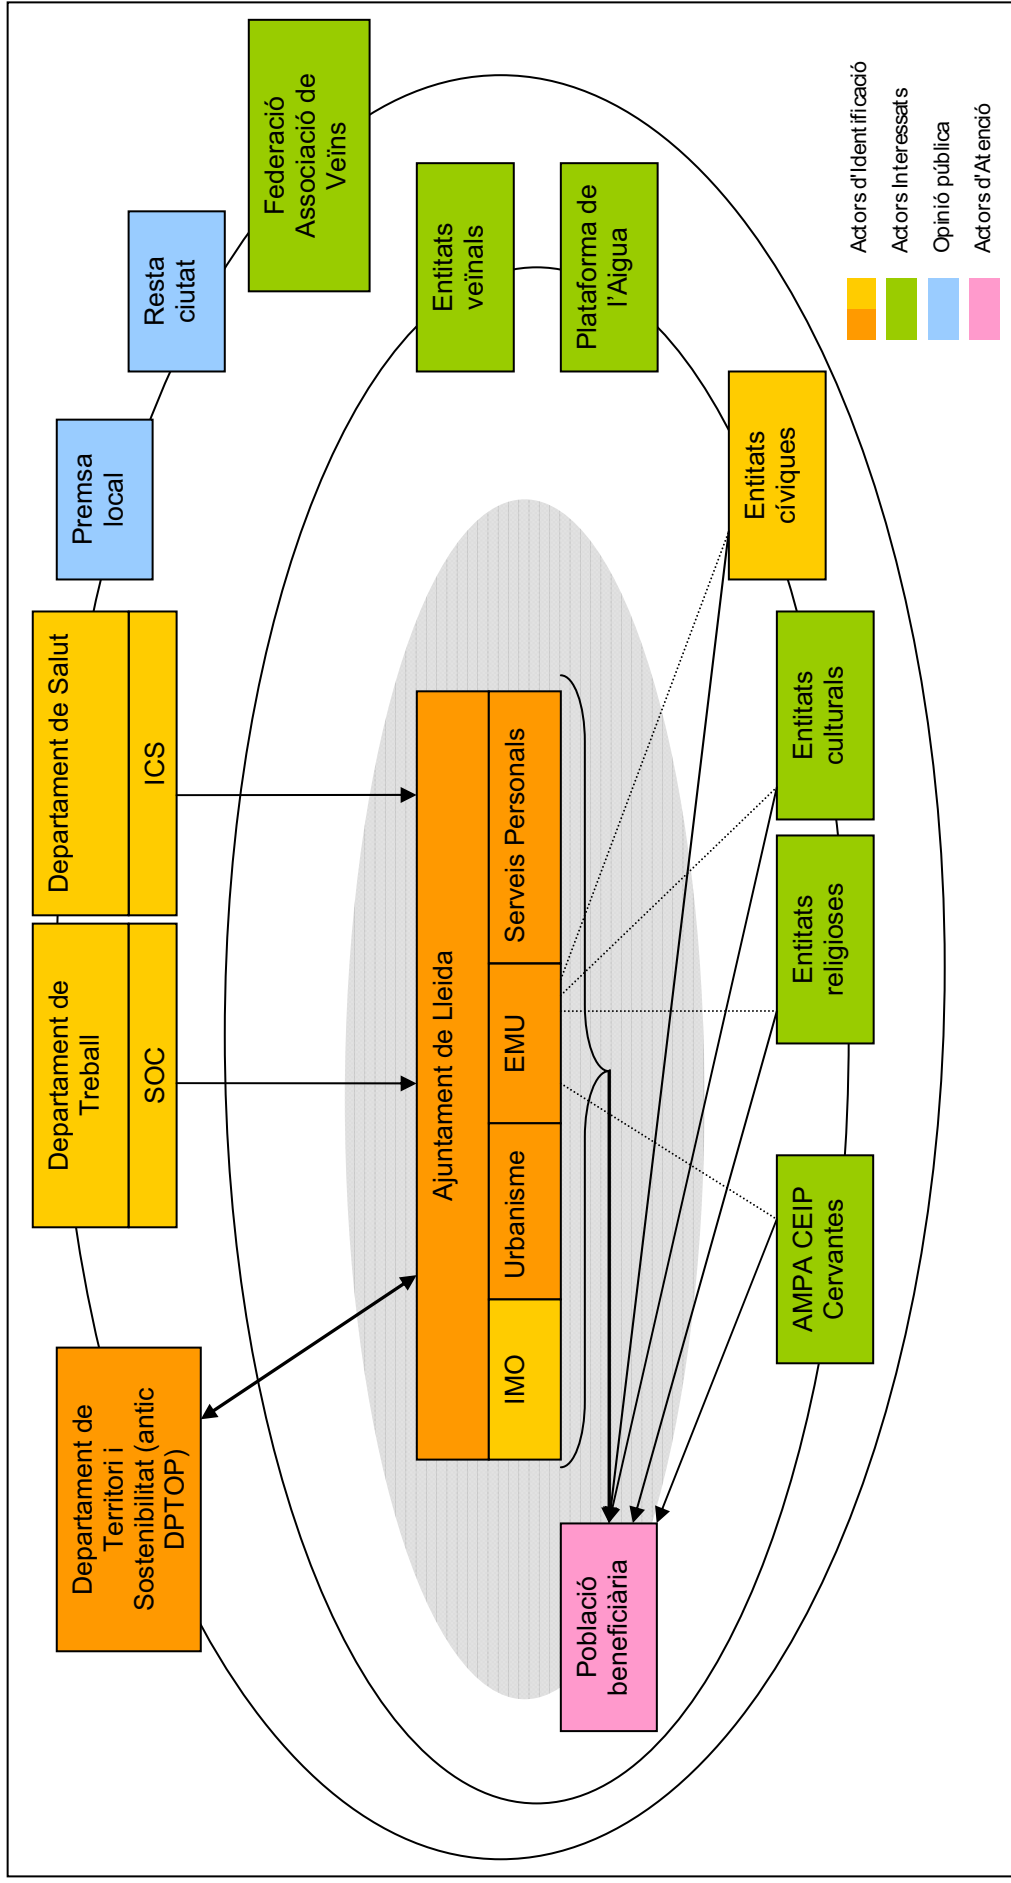 Departament de
Territori i
Sostenibilitat (antic
DPTOP)
Departament de
Treball
SOC
Departament de Salut
ICS
Premsa
local
Resta
ciutat
Federació
Associació de
Veïns
Ajuntament de Lleida
IMO
Urbanisme
EMU
Serveis Personals
Entitats
veïnals
Plataforma de
l'Aigua
Població
beneficiària
Entitats
cíviques
AMPA CEIP
Cervantes
Entitats
religioses
Entitats
culturals
Actors d'Identificació
Actors Interessats
Opinió pública
Actors d'Atenció